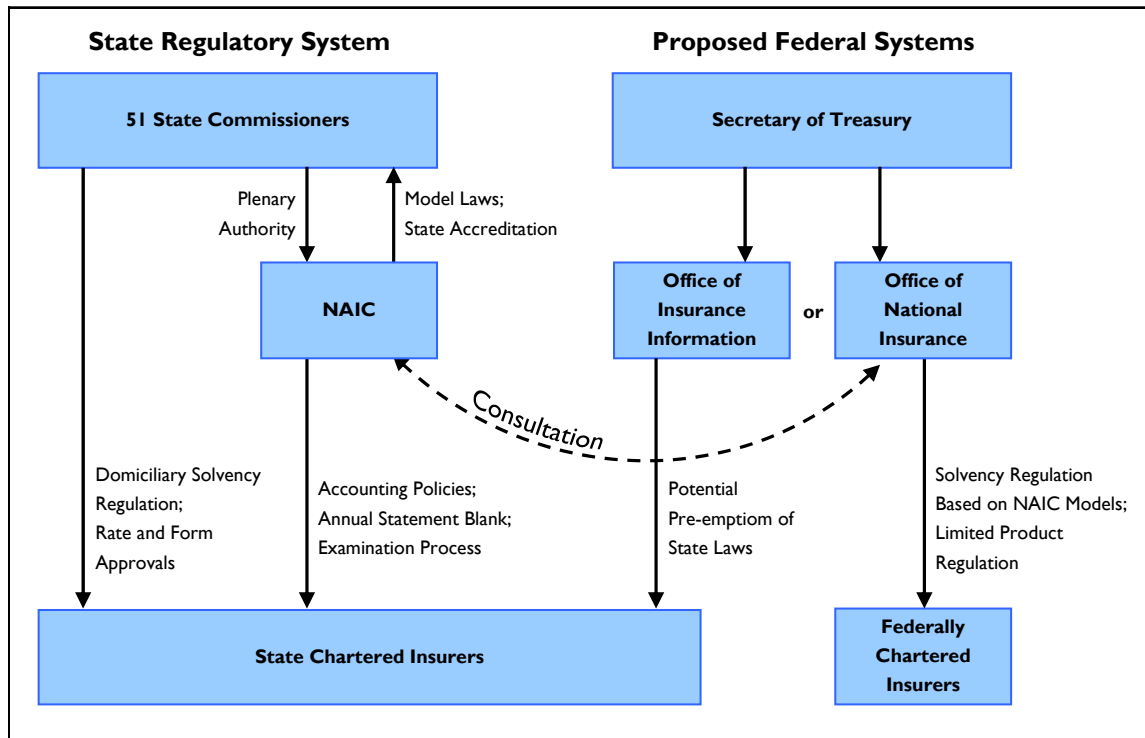 State Regulatory System
Proposed Federal Systems
51 State Commissioners
Secretary of Treasury
Plenary
Authority
Model Laws;
State Accreditation
NAIC
Office of
Insurance
Information
or
Office of
National
Insurance
Consultation
Domiciliary Solvency
Regulation;
Rate and Form
Approvals
Accounting Policies;
Annual Statement Blank;
Examination Process
Potential
Pre-emptiom of
State Laws
Solvency Regulation
Based on NAIC Models;
Limited Product
Regulation
State Chartered Insurers
Federally
Chartered
Insurers